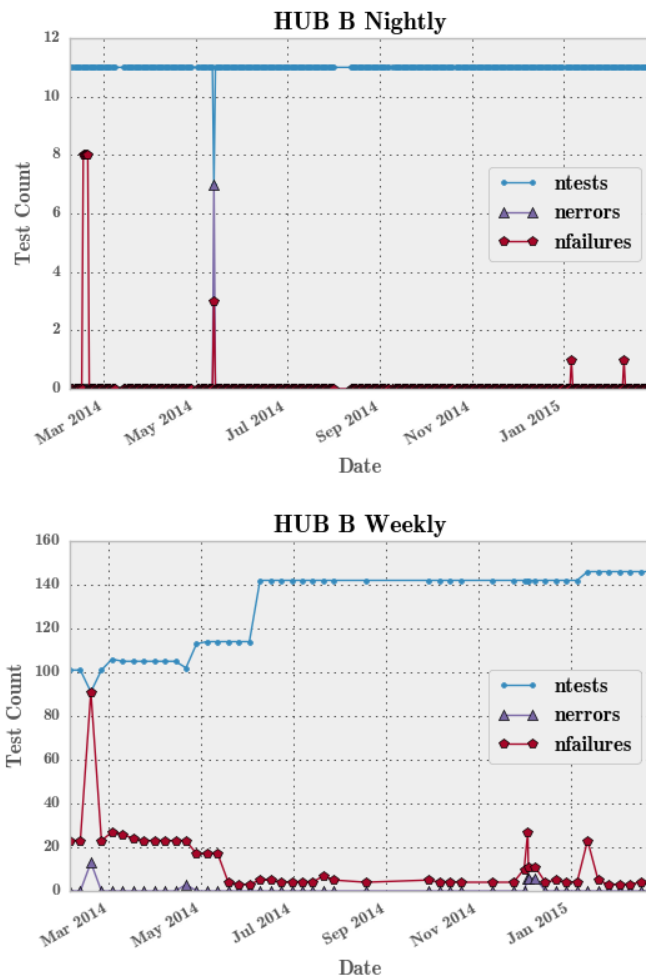 HUB B Nightly
12
10
8
6
4
2
0
Test Count
ntests
nerrors
nfailures
Mar 2014
May 2014
Jul 2014
Sep 2014
Nov 2014
Jan 2015
Date
HUB B Weekly
160
140
120
100
80
60
40
20
0
Test Count
ntests
nerrors
nfailures
Mar 2014
May 2014
Jul 2014
Sep 2014
Nov 2014
Jan 2015
Date